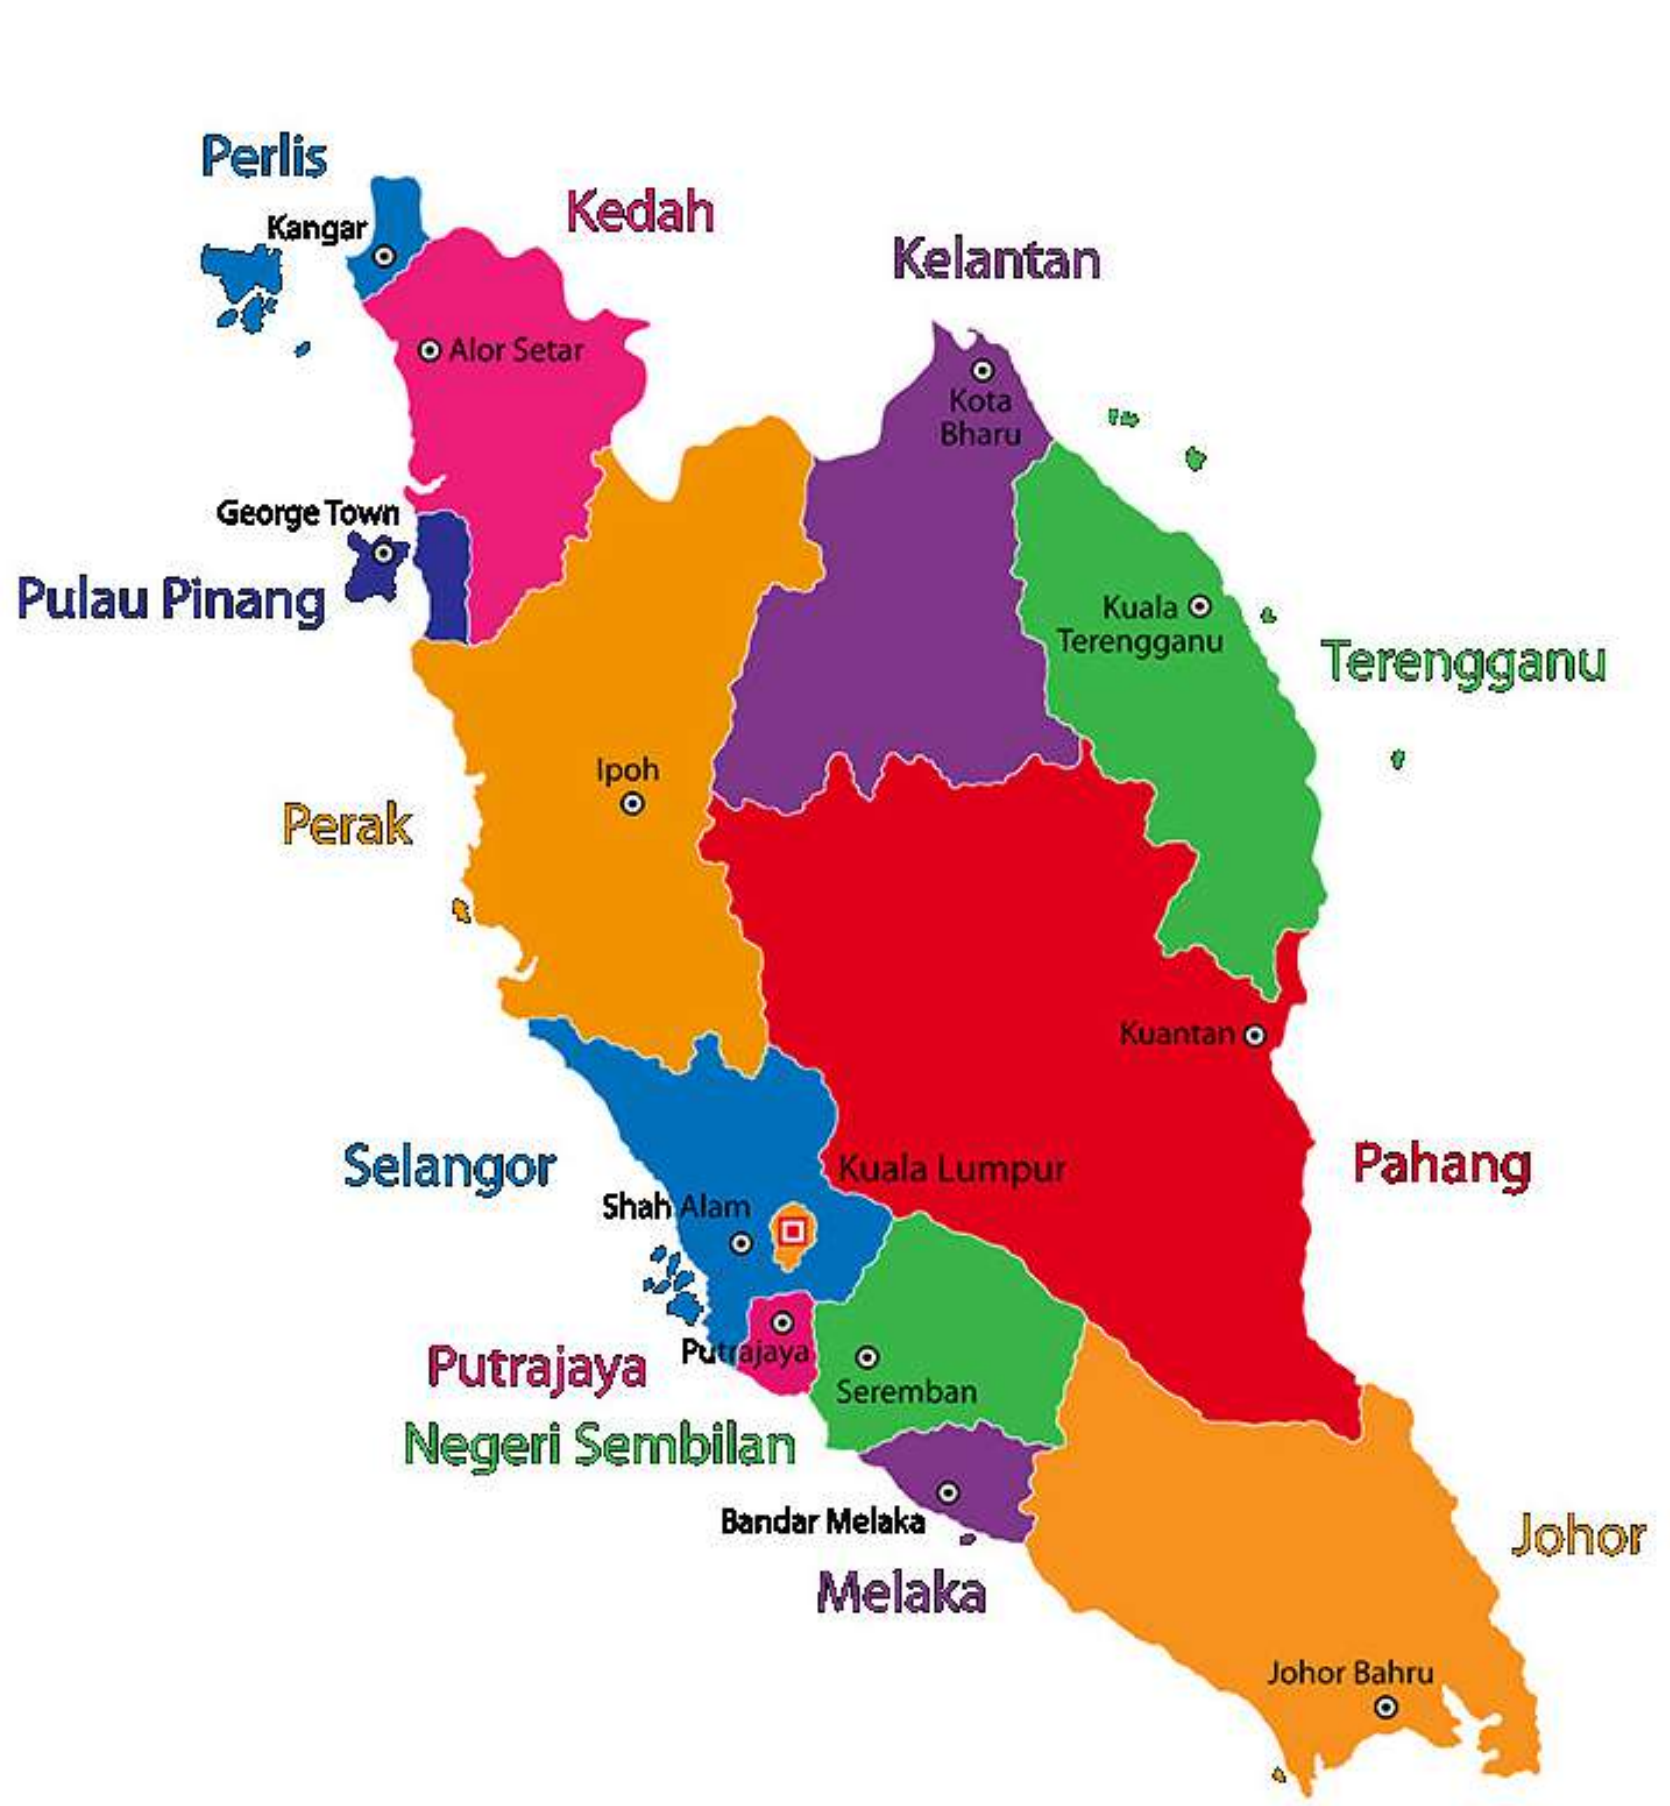 Perlis
Kangar
Kedah
Kelantan
Alor Setar
Kota
Bharu
George Town
Pulau Pinang
Kuala
Terengganu
Terengganu
Ipoh
Perak
Kuantan
Selangor
Kuala Lumpur
Pahang
Shah Alam
Putrajaya
Putrajaya
Seremban
Negeri Sembilan
Bandar Melaka
Melaka
Johor
Johor Bahru